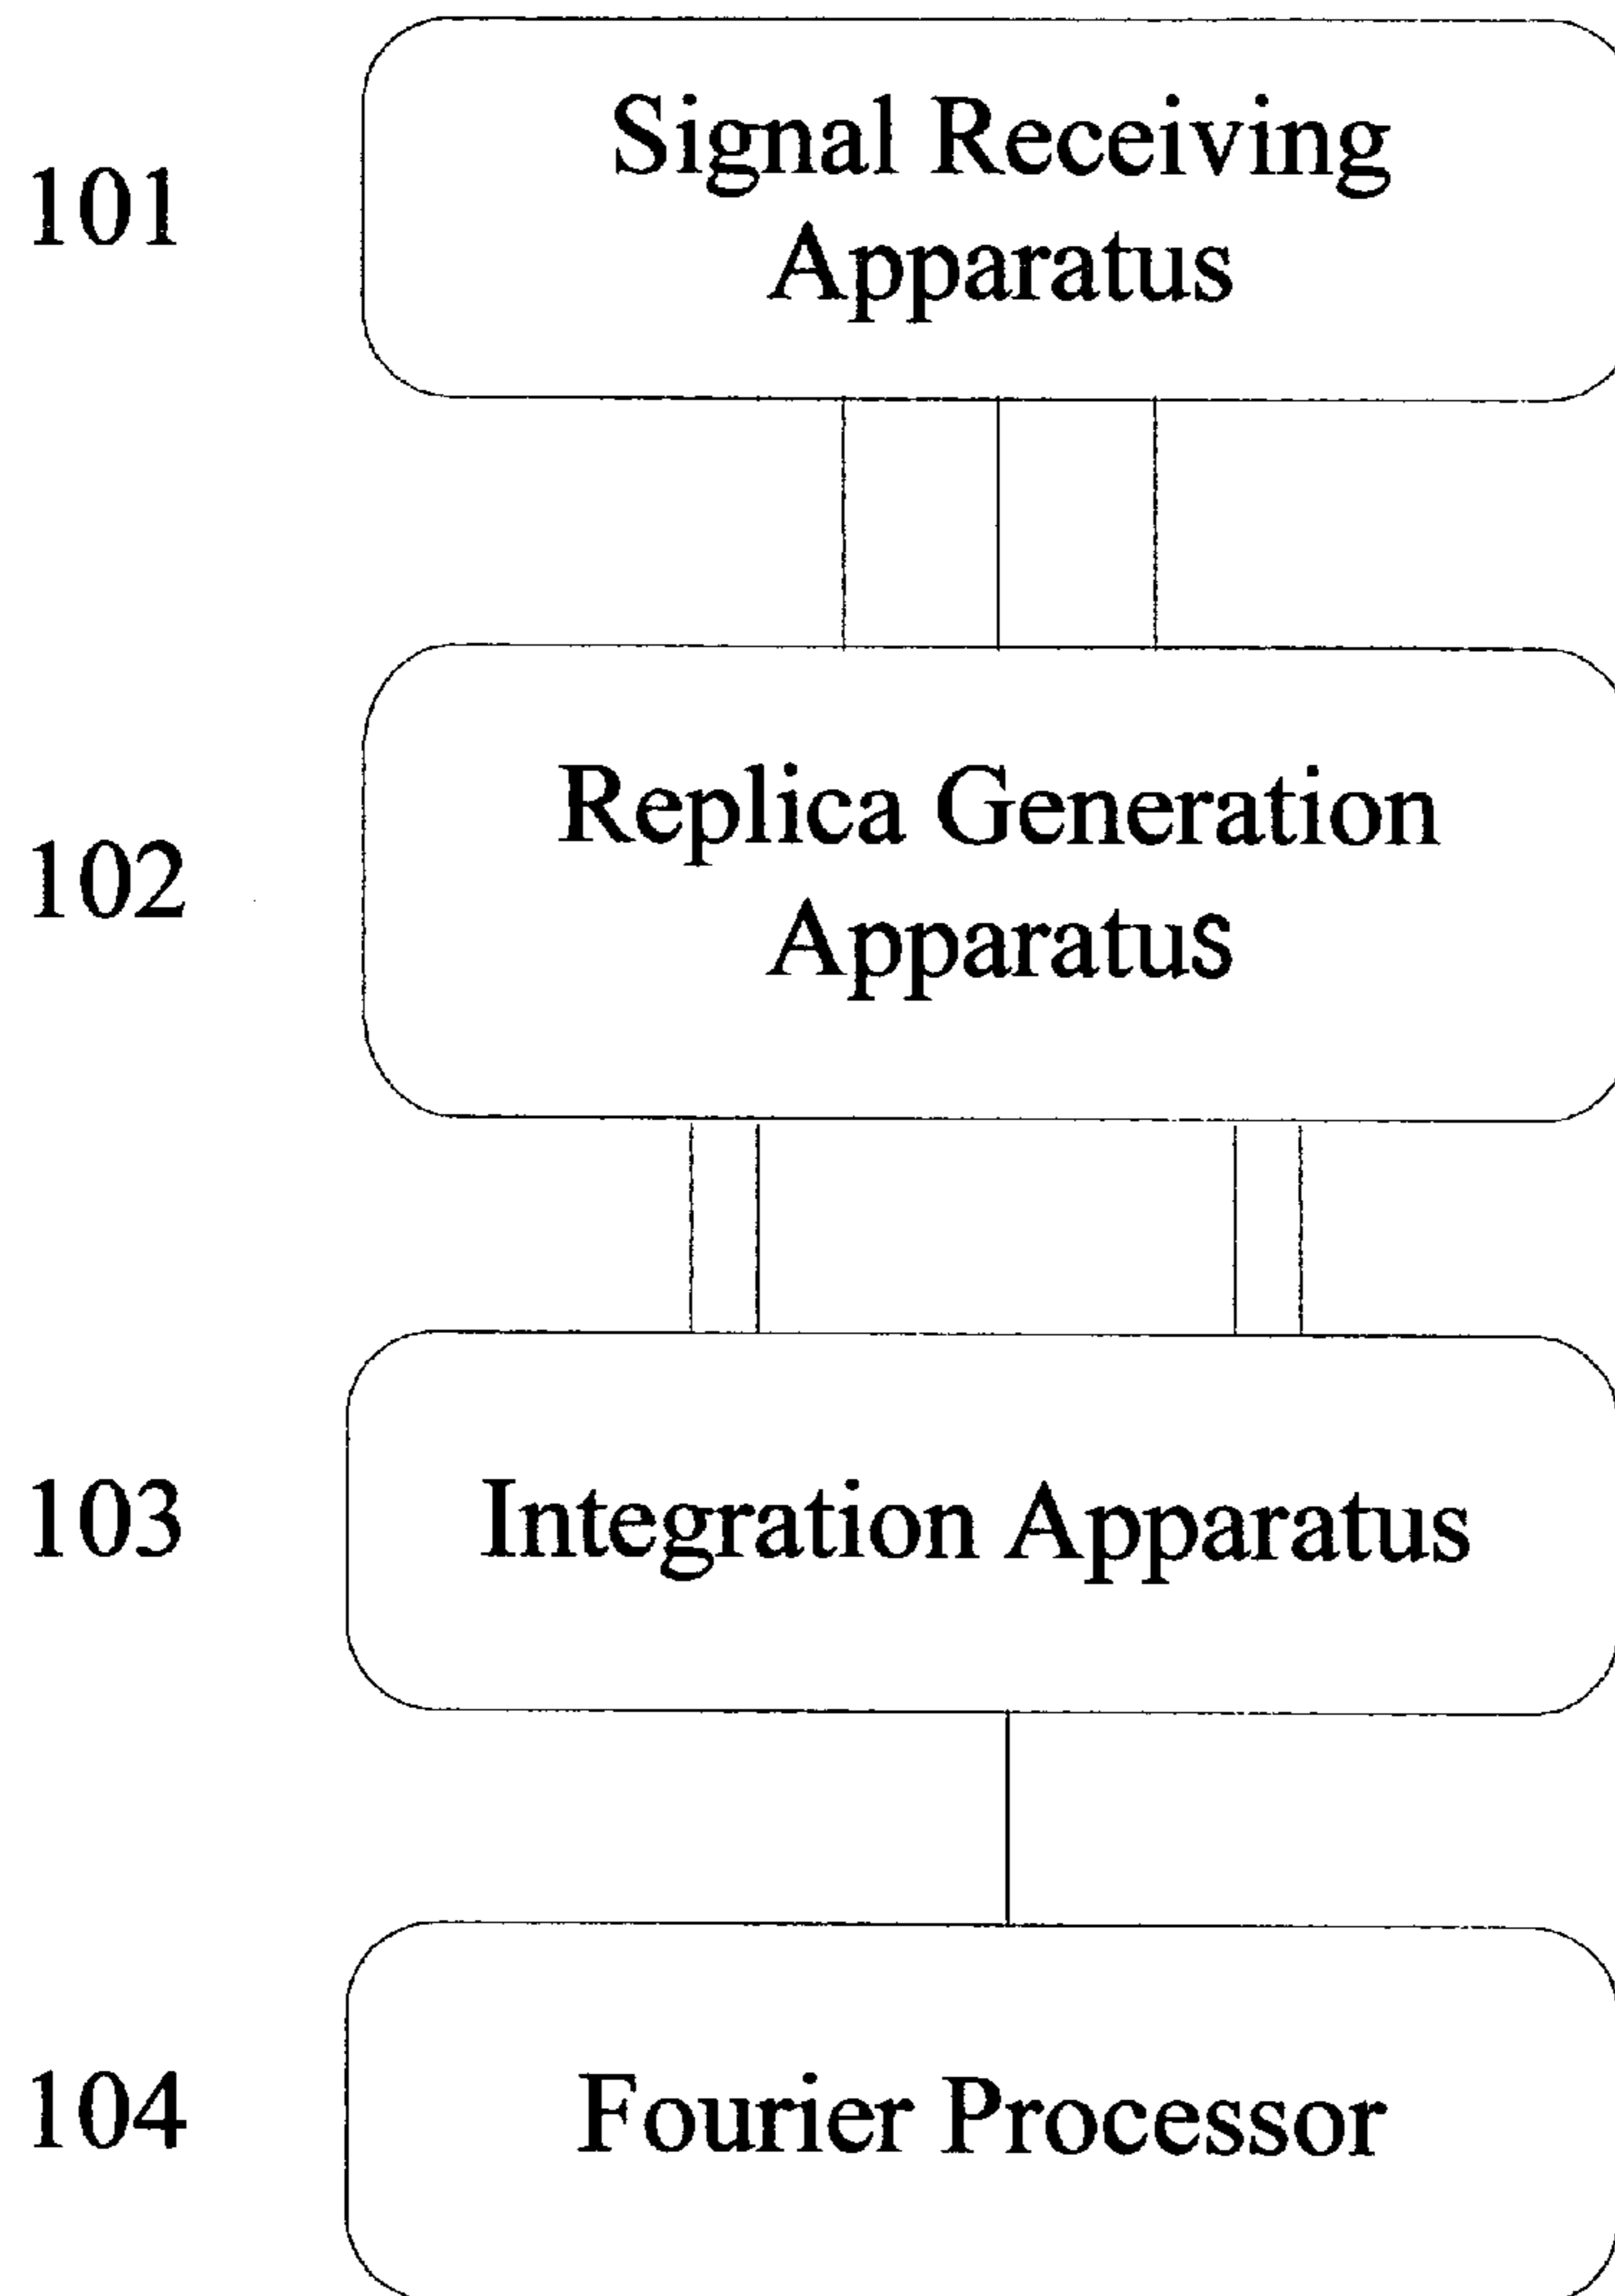 101
Signal Receiving
Apparatus
102
Replica Generation
Apparatus
103
Integration Apparatus
104
Fourier Processor